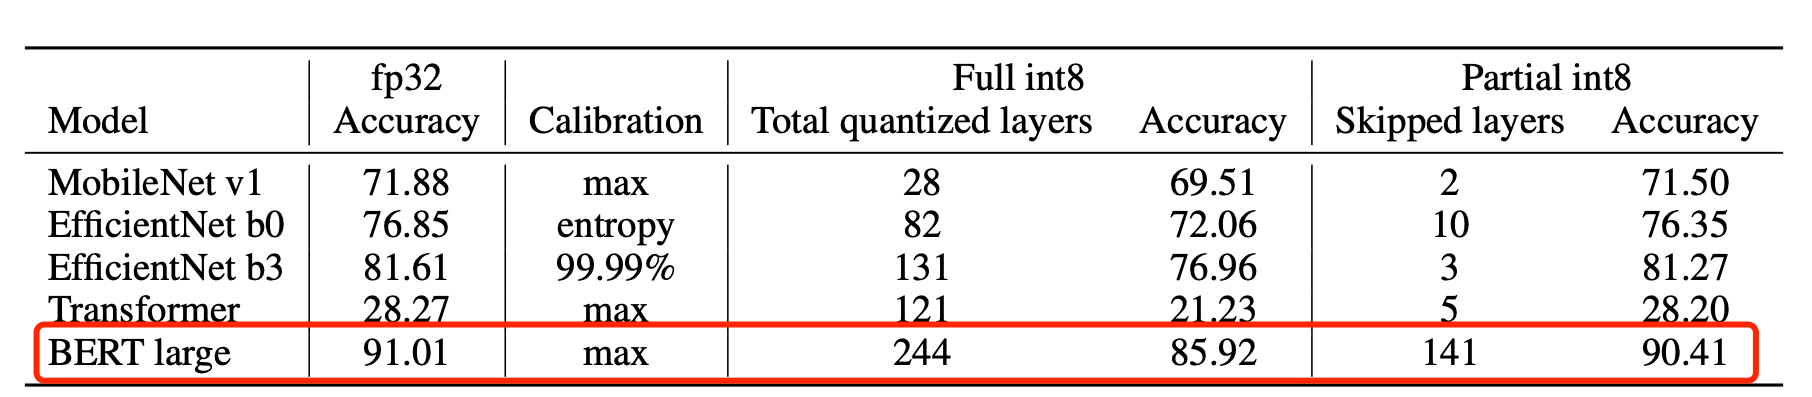 fp32 Full int8 Partial int8
Model Accuracy Calibration Total quantized layers Accuracy Skipped layers Accuracy
MobileNet v1 71.88 max 28 69.51 2 71.50
EfficientNet b0 76.85 entropy 82 72.06 10 76.35
EfficientNet b3 81.61 99.99% 131 76.96 3 81.27
Transformer 28.27 max 121 21.23 5 28.20
BERT large 91.01 max 244 85.92 141 90.41